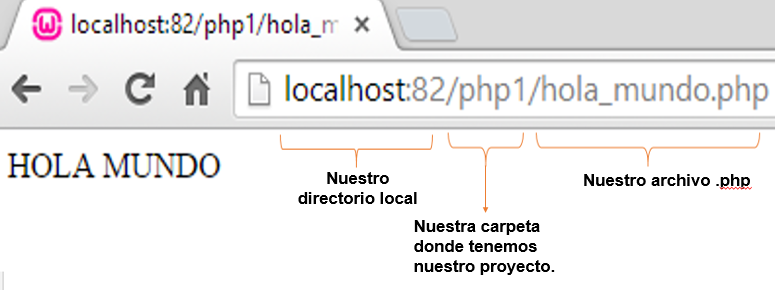 localhost:82/php1/hola_m
localhost:82/php1/hola_mundo.php
HOLA MUNDO
Nuestro
directorio local
Nuestra carpeta
donde tenemos
nuestro proyecto.
Nuestro archivo .php